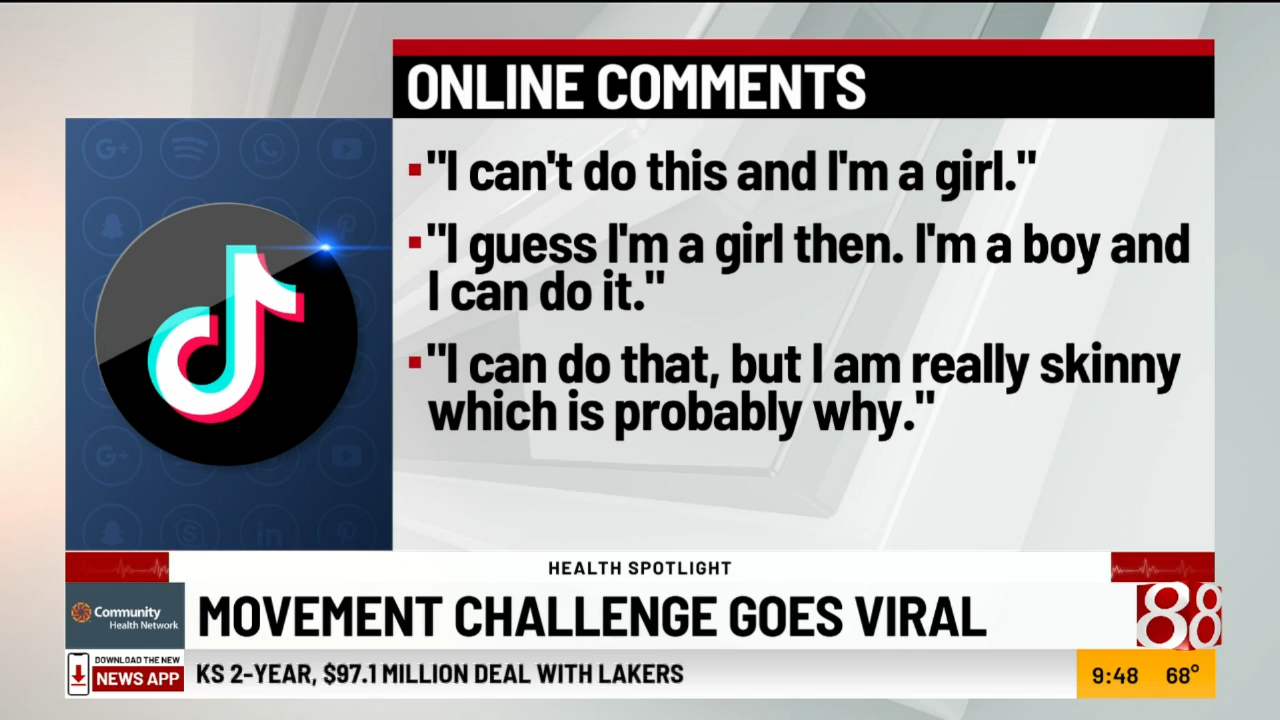 ONLINE COMMENTS
"I can't do this and I'm a girl."
"I guess I'm a girl then. I'm a boy and
I can do it."
"I can do that, but I am really skinny
which is probably why."
HEALTH SPOTLIGHT
Community
Health Network
MOVEMENT CHALLENGE GOES VIRAL
88
DOWNLOAD THE NEW
NEWS APP
KS 2-YEAR, $97.1 MILLION DEAL WITH LAKERS
9:48 68°